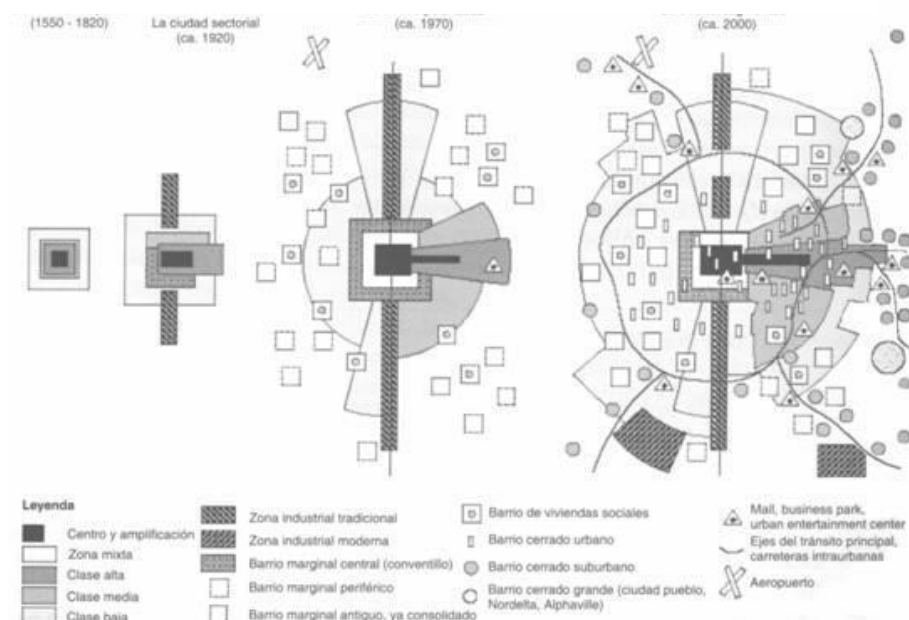 (1550 - 1820)
La ciudad sectorial
(ca. 1920)
(ca. 1970)
(ca. 2000)
Leyenda
Centro y amplificación
Zona mixta
Clase alta
Clase media
Clase baja
Zona industrial tradicional
Zona industrial moderna
Barrio marginal central (conventillo)
Barrio marginal periférico
Barrio marginal antiguo, ya consolidado
Barrio de viviendas sociales
Barrio cerrado urbano
Barrio cerrado suburbano
Barrio cerrado grande (ciudad pueblo,
Nordelta, Alphaville)
Mall, business park,
urban entertainment center
Ejes del tránsito principal,
carreteras intraurbanas
Aeropuerto